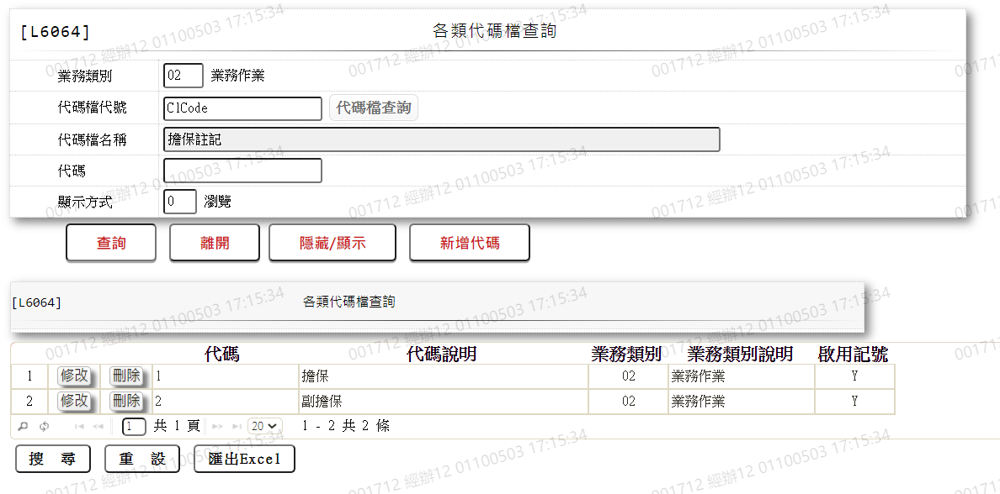 [L6064] 各類代碼檔查詢
業務類別 02 業務作業
代碼檔代號 ClCode 代碼檔查詢
代碼檔名稱 擔保註記
代碼
顯示方式 0 瀏覽
查詢 離開 隱藏/顯示 新增代碼
[L6064] 各類代碼檔查詢
代碼 代碼說明 業務類別 業務類別說明 啟用記號
1 修改 刪除 1 擔保 02 業務作業 Y
2 修改 刪除 2 副擔保 02 業務作業 Y
1 共 1 頁 20 1 - 2 共 2 條
搜 尋 重 設 匯出Excel
001712 經辦12 01100503 17:15:34